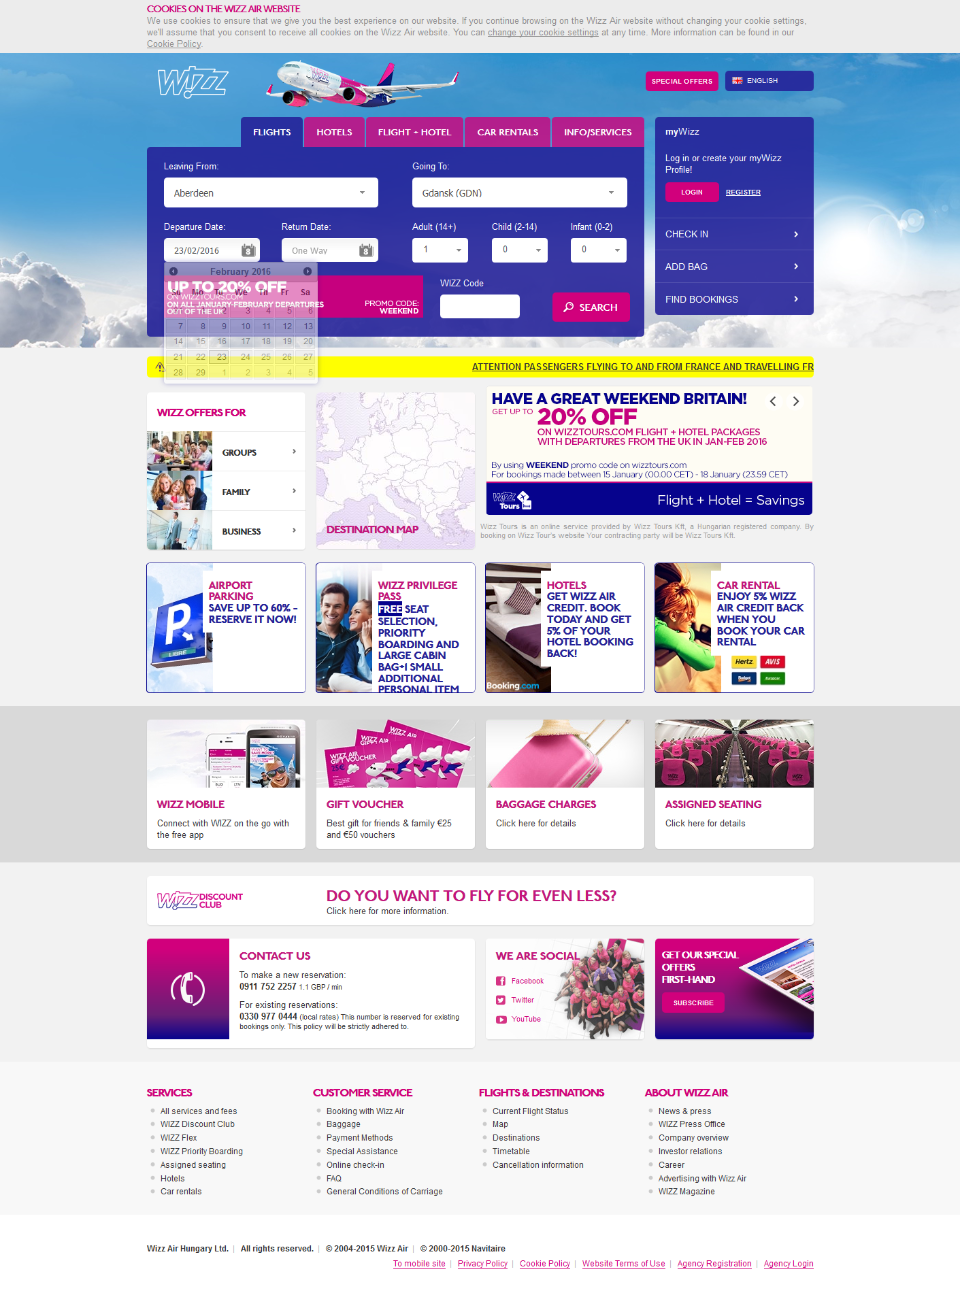 COOKIES ON THE WIZZ AIR WEBSITE
We use cookies to ensure that we give you the best experience on our website. If you continue browsing on the Wizz Air website without changing your cookie settings,
we'll assume that you consent to receive all cookies on the Wizz Air website. You can change your cookie settings at any time. More information can be found in our
Cookie Policy.
WIZZ
SPECIAL OFFERS
ENGLISH
FLIGHTS
HOTELS
FLIGHT + HOTEL
CAR RENTALS
INFO/SERVICES
Leaving From:
Going To:
Aberdeen
Gdansk (GDN)
Departure Date:
Return Date:
Adult (14+)
Child (2-14)
Infant (0-2)
23/02/2016
One Way
1
0
0
February 2016
Su Mo Tu We Th Fr Sa
2 3 4 5 6
7 8 9 10 11 12 13
14 15 16 17 18 19 20
21 22 23 24 25 26 27
28 29 1 2 3 4 5
UP TO 20% OFF
ON WIZZTOURS.COM
ON ALL JANUARY-FEBRUARY DEPARTURES
OUT OF THE UK
PROMO CODE:
WEEKEND
WIZZ Code
SEARCH
myWizz
Log in or create your myWizz
Profile!
LOGIN
REGISTER
CHECK IN
ADD BAG
FIND BOOKINGS
ATTENTION PASSENGERS FLYING TO AND FROM FRANCE AND TRAVELLING FR
WIZZ OFFERS FOR
GROUPS
FAMILY
BUSINESS
DESTINATION MAP
HAVE A GREAT WEEKEND BRITAIN!
GET UP TO 20% OFF
ON WIZZTOURS.COM FLIGHT + HOTEL PACKAGES
WITH DEPARTURES FROM THE UK IN JAN-FEB 2016
By using WEEKEND promo code on wizztours.com
For bookings made between 15 January (00.00 CET) - 18 January (23.59 CET)
WIZZ Tours
Flight + Hotel = Savings
Wizz Tours is an online service provided by Wizz Tours Kft, a Hungarian registered company. By
booking on Wizz Tour's website Your contracting party will be Wizz Tours Kft.
AIRPORT
PARKING
SAVE UP TO 60% -
RESERVE IT NOW!
P
LIBRE
WIZZ PRIVILEGE
PASS
FREE SEAT
SELECTION,
PRIORITY
BOARDING AND
LARGE CABIN
BAG+1 SMALL
ADDITIONAL
PERSONAL ITEM
HOTELS
GET WIZZ AIR
CREDIT. BOOK
TODAY AND GET
5% OF YOUR
HOTEL BOOKING
BACK!
Booking.com
CAR RENTAL
ENJOY 5% WIZZ
AIR CREDIT BACK
WHEN YOU
BOOK YOUR CAR
RENTAL
Hertz
AVIS
Budget
WIZZ MOBILE
Connect with WIZZ on the go with
the free app
WIZZ AIR
GIFT VOUCHER
GIFT VOUCHER
Best gift for friends & family €25
and €50 vouchers
BAGGAGE CHARGES
Click here for details
ASSIGNED SEATING
Click here for details
WIZZ DISCOUNT
CLUB
DO YOU WANT TO FLY FOR EVEN LESS?
Click here for more information.
CONTACT US
To make a new reservation:
0911 752 2257 1.1 GBP / min
For existing reservations:
0330 977 0444 (local rates) This number is reserved for existing
bookings only. This policy will be strictly adhered to.
WE ARE SOCIAL
Facebook
Twitter
YouTube
GET OUR SPECIAL
OFFERS
FIRST-HAND
SUBSCRIBE
SERVICES
All services and fees
WIZZ Discount Club
WIZZ Flex
WIZZ Priority Boarding
Assigned seating
Hotels
Car rentals
CUSTOMER SERVICE
Booking with Wizz Air
Baggage
Payment Methods
Special Assistance
Online check-in
FAQ
General Conditions of Carriage
FLIGHTS & DESTINATIONS
Current Flight Status
Map
Destinations
Timetable
Cancellation information
ABOUT WIZZ AIR
News & press
WIZZ Press Office
Company overview
Investor relations
Career
Advertising with Wizz Air
WIZZ Magazine
Wizz Air Hungary Ltd. | All rights reserved. | © 2004-2015 Wizz Air | © 2000-2015 Navitaire
To mobile site | Privacy Policy | Cookie Policy | Website Terms of Use | Agency Registration | Agency Login